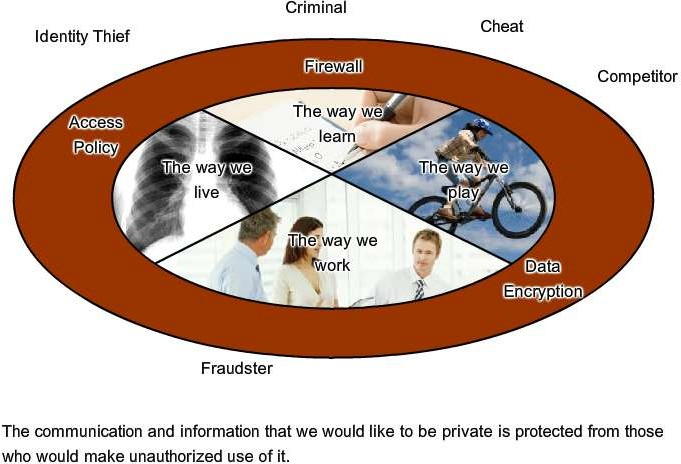 Criminal
Cheat
Identity Thief
Firewall
Competitor
The way we
learn
Access
Policy
The way we
live
The way we
play
The way we
work
Data
Encryption
Fraudster
The communication and information that we would like to be private is protected from those
who would make unauthorized use of it.